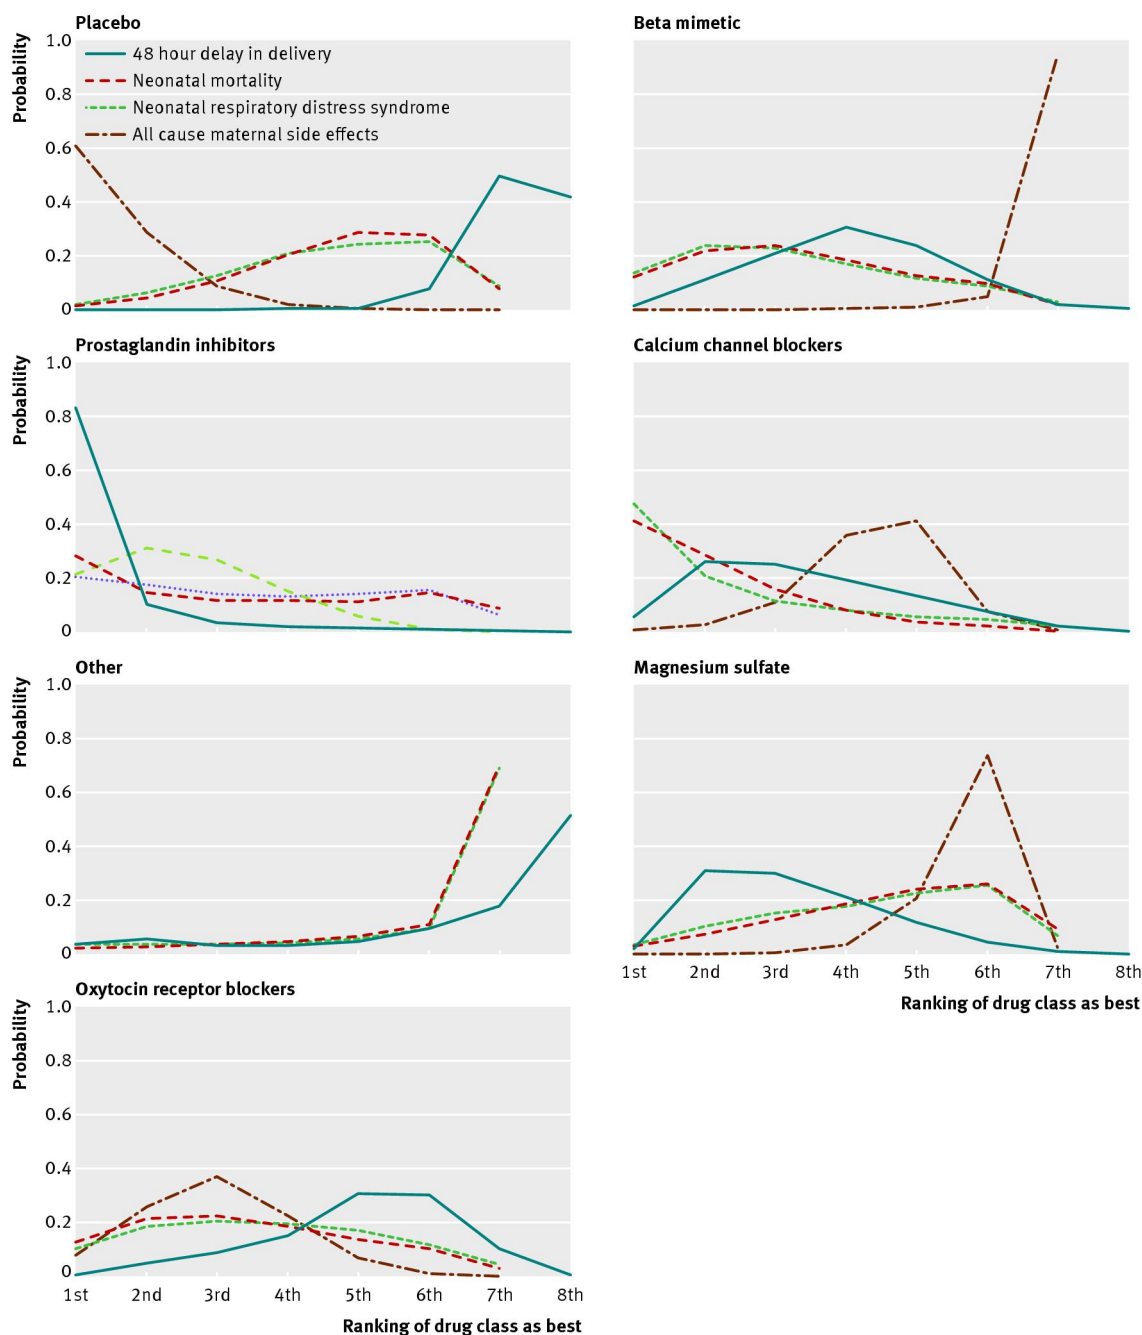 Placebo
Probability
1.0
0.8
0.6
0.4
0.2
0
48 hour delay in delivery
Neonatal mortality
Neonatal respiratory distress syndrome
All cause maternal side effects
Beta mimetic
Prostaglandin inhibitors
Probability
1.0
0.8
0.6
0.4
0.2
0
Calcium channel blockers
Other
Probability
1.0
0.8
0.6
0.4
0.2
0
Magnesium sulfate
1st 2nd 3rd 4th 5th 6th 7th 8th
Ranking of drug class as best
Oxytocin receptor blockers
Probability
1.0
0.8
0.6
0.4
0.2
0
1st 2nd 3rd 4th 5th 6th 7th 8th
Ranking of drug class as best